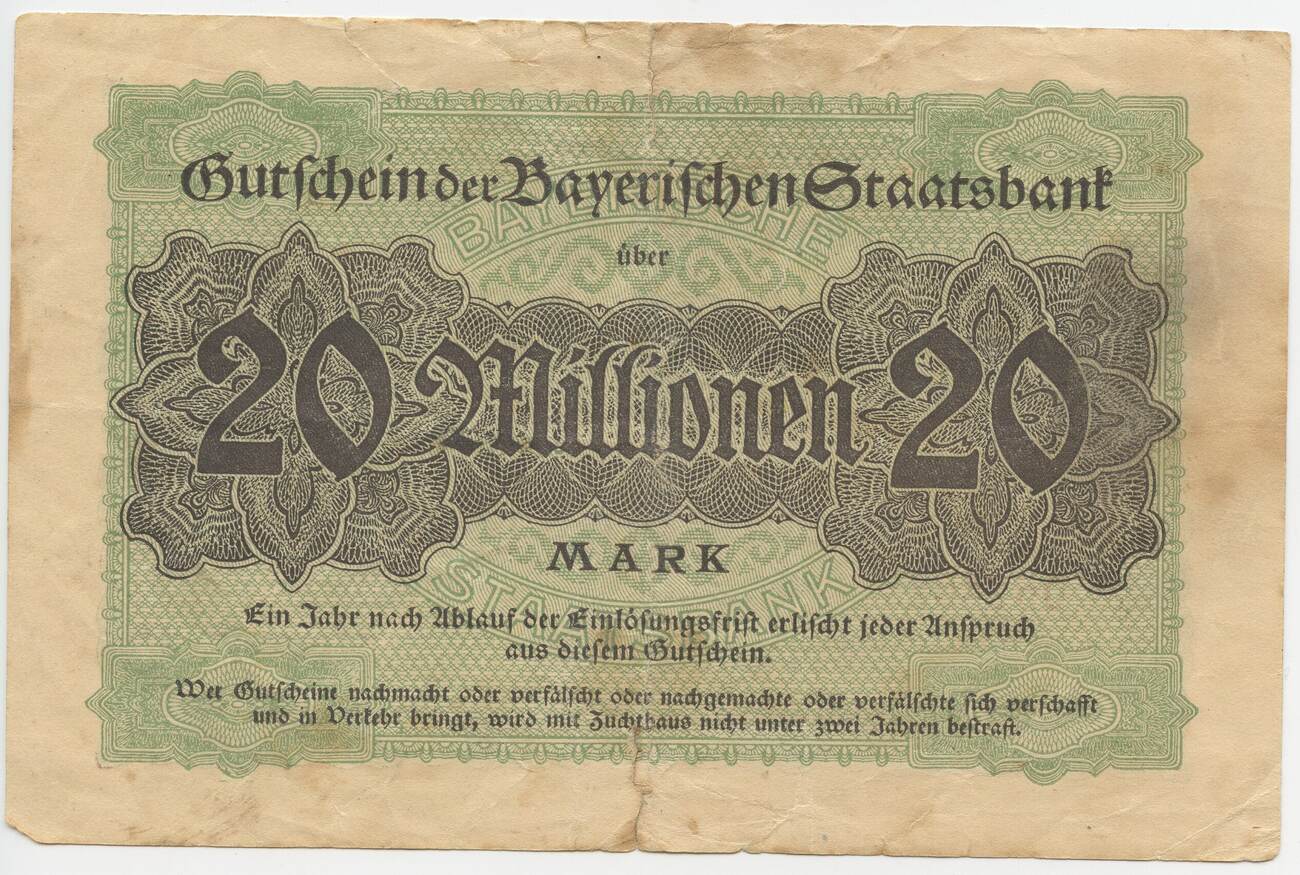 Gutschein der Bayerischen Staatsbank
BAYERISCHE
über
20 Millionen 20
MARK
STAATSBANK
Ein Jahr nach Ablauf der Einlösungsfrist erlischt jeder Anspruch
aus diesem Gutschein.
Wer Gutscheine nachmacht oder verfälscht oder nachgemachte oder verfälschte sich verschafft
und in Verkehr bringt, wird mit Zuchthaus nicht unter zwei Jahren bestraft.